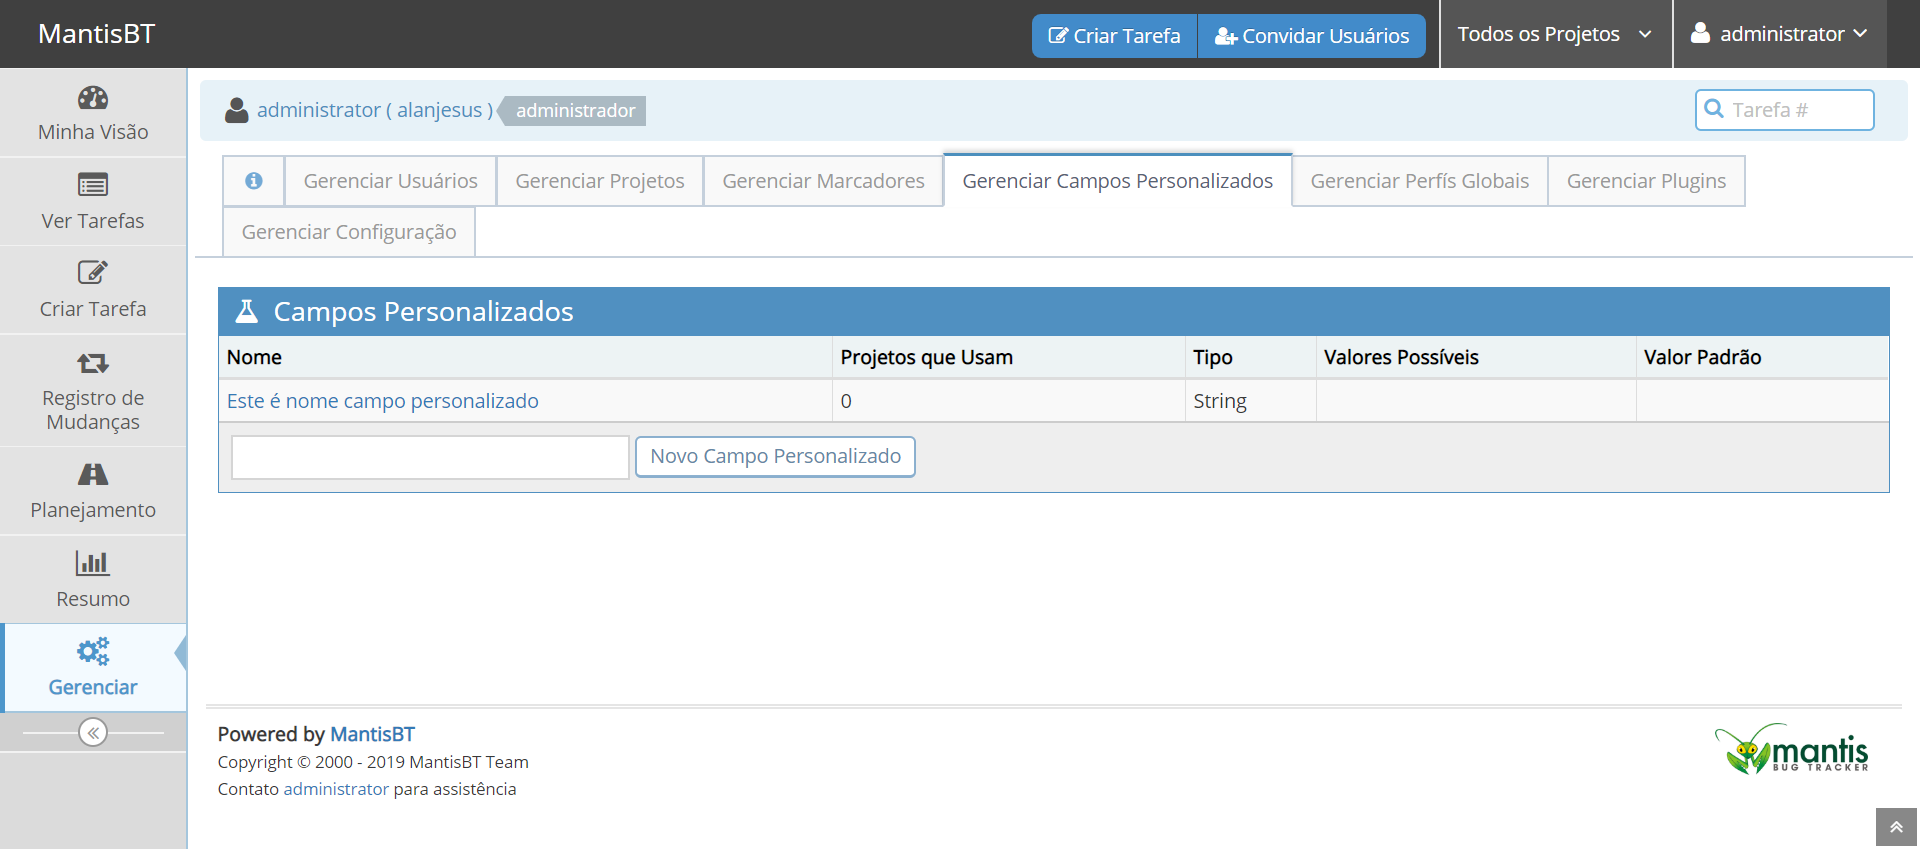 MantisBT
Criar Tarefa
Convidar Usuários
Todos os Projetos
administrator
Minha Visão
Ver Tarefas
Criar Tarefa
Registro de
Mudanças
Planejamento
Resumo
Gerenciar
administrator ( alanjesus )
administrador
Tarefa #
Gerenciar Usuários
Gerenciar Projetos
Gerenciar Marcadores
Gerenciar Campos Personalizados
Gerenciar Perfís Globais
Gerenciar Plugins
Gerenciar Configuração
Campos Personalizados
Nome
Projetos que Usam
Tipo
Valores Possíveis
Valor Padrão
Este é nome campo personalizado
0
String
Novo Campo Personalizado
Powered by MantisBT
Copyright © 2000 - 2019 MantisBT Team
Contato administrator para assistência
mantis
BUG TRACKER